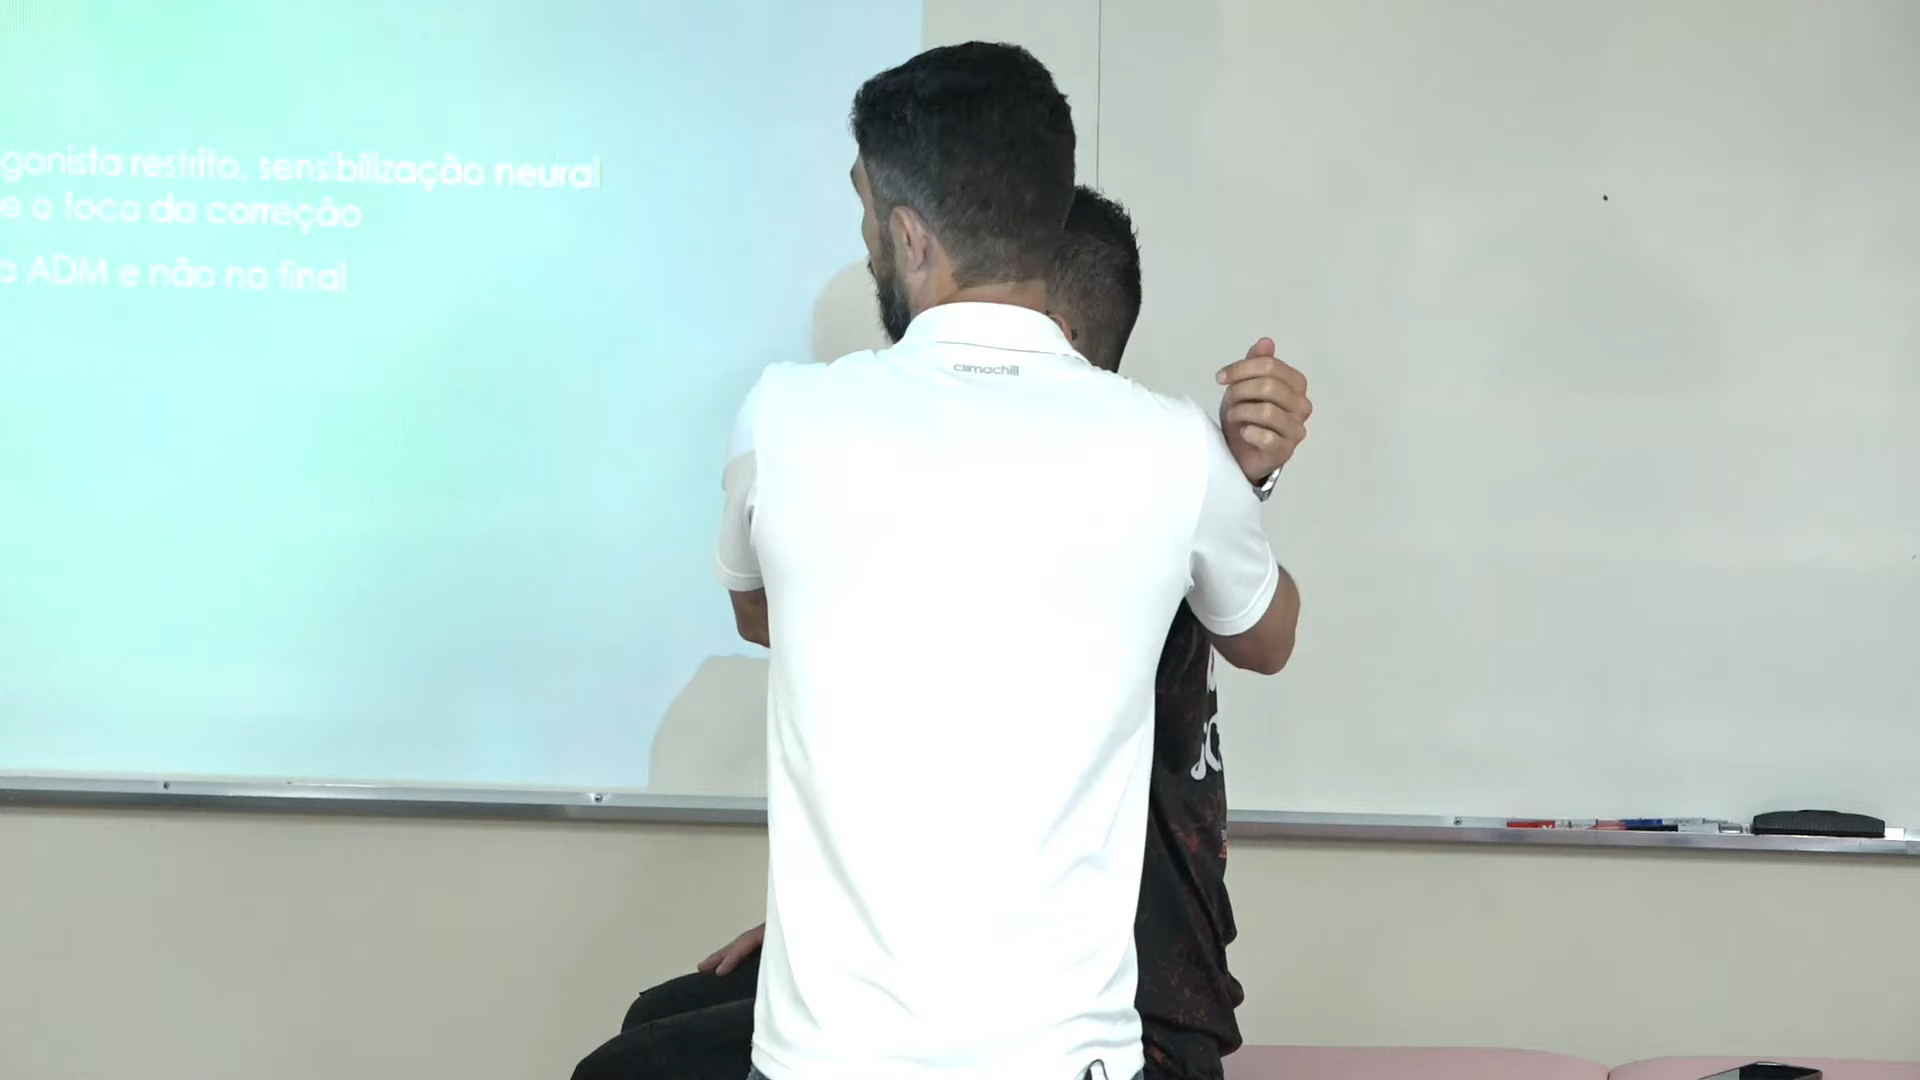 gonista restrito, sensibilização neural
e o foco da correção
a ADM e não no final
climachill